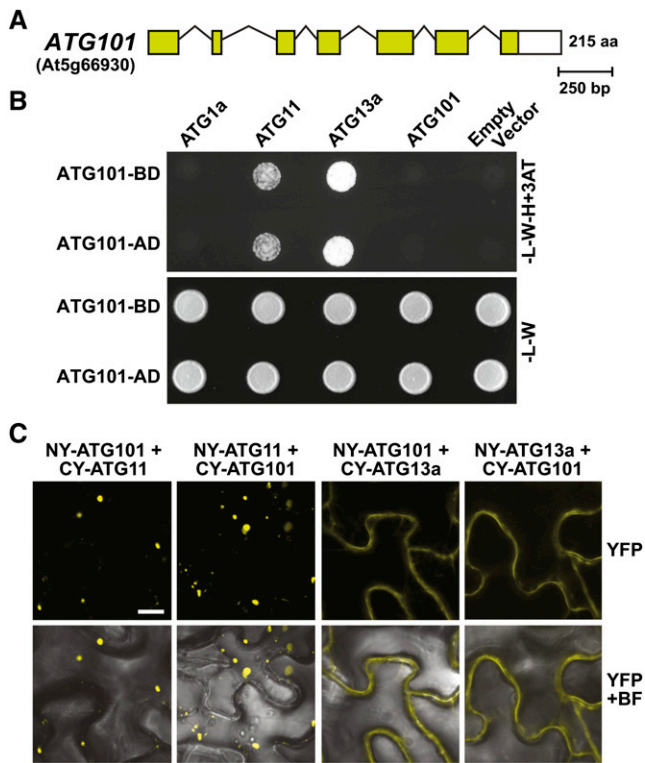 A
ATG101
(At5g66930)
215 aa
250 bp
B
ATG1a
ATG11
ATG13a
ATG101
Empty
Vector
ATG101-BD
ATG101-AD
-L-W-H+3AT
ATG101-BD
ATG101-AD
-L-W
C
NY-ATG101 +
CY-ATG11
NY-ATG11 +
CY-ATG101
NY-ATG101 +
CY-ATG13a
NY-ATG13a +
CY-ATG101
YFP
YFP
+BF